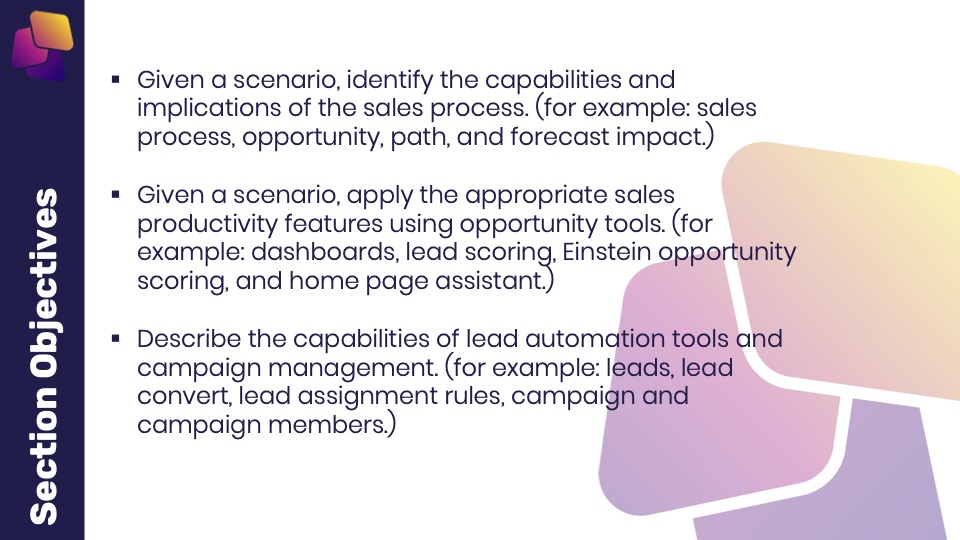 Section Objectives
▪ Given a scenario, identify the capabilities and
implications of the sales process. (for example: sales
process, opportunity, path, and forecast impact.)
▪ Given a scenario, apply the appropriate sales
productivity features using opportunity tools. (for
example: dashboards, lead scoring, Einstein opportunity
scoring, and home page assistant.)
▪ Describe the capabilities of lead automation tools and
campaign management. (for example: leads, lead
convert, lead assignment rules, campaign and
campaign members.)